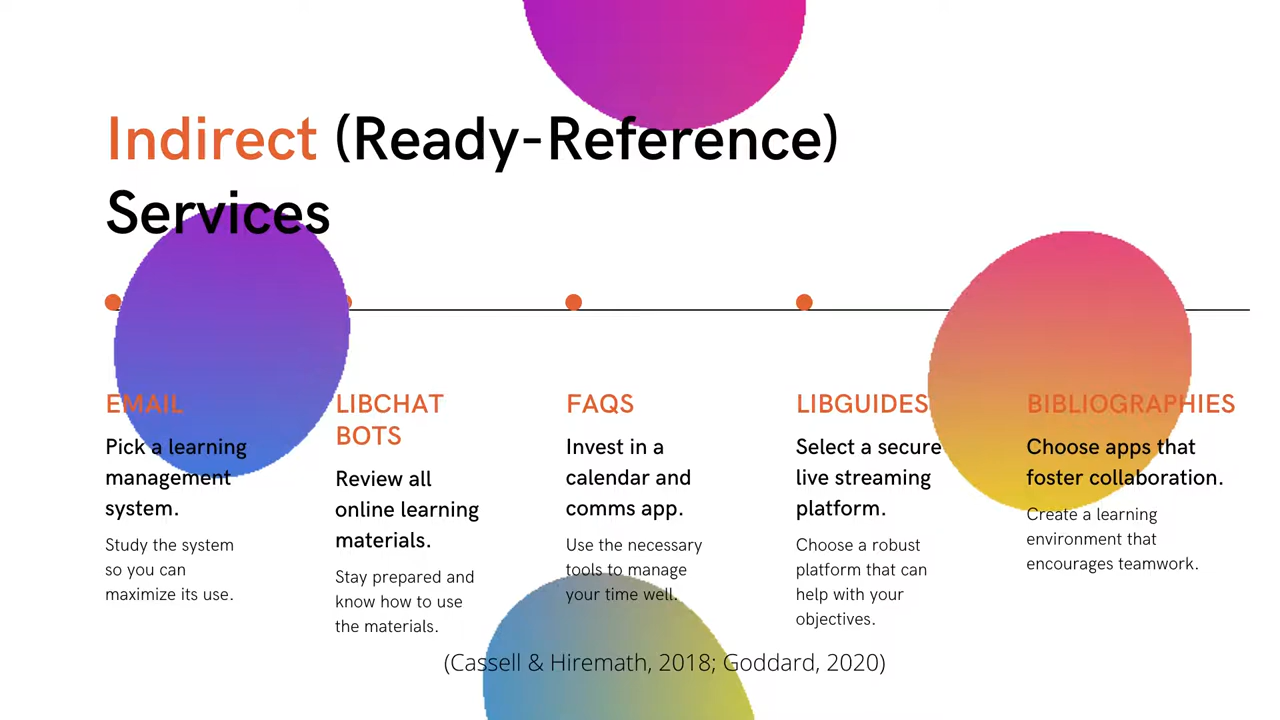 Indirect (Ready-Reference)
Services
EMAIL
Pick a learning
management
system.
Study the system
so you can
maximize its use.
LIBCHAT
BOTS
Review all
online learning
materials.
Stay prepared and
know how to use
the materials.
FAQS
Invest in a
calendar and
comms app.
Use the necessary
tools to manage
your time well.
LIBGUIDES
Select a secure
live streaming
platform.
Choose a robust
platform that can
help with your
objectives.
BIBLIOGRAPHIES
Choose apps that
foster collaboration.
Create a learning
environment that
encourages teamwork.
(Cassell & Hiremath, 2018; Goddard, 2020)